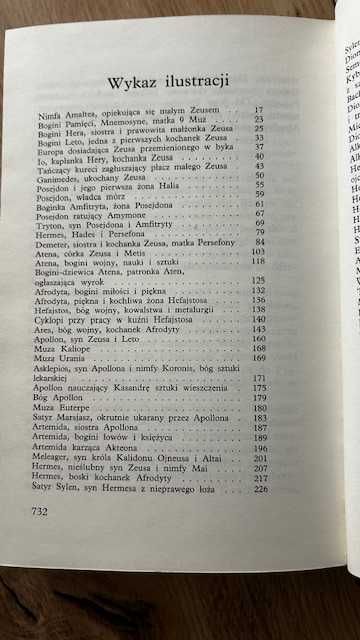 Wykaz ilustracji
Nimfa Amaltea, opiekująca się małym Zeusem . . 17
Bogini Pamięci, Mnemosyne, matka 9 Muz . . . 23
Bogini Hera, siostra i prawowita małżonka Zeusa 25
Bogini Leto, jedna z pierwszych kochanek Zeusa 33
Europa dosiadająca Zeusa przemienionego w byka 37
Io, kapłanka Hery, kochanka Zeusa . . . . . 40
Tańczący kureci zagłuszający płacz małego Zeusa 43
Ganimedes, ukochany Zeusa . . . . . . . 50
Posejdon i jego pierwsza żona Halia . . . . . 55
Posejdon, władca mórz . . . . . . . . 59
Bogini Amfitryta, żona Posejdona . . . . . . 61
Posejdon ratujący Amymone . . . . . . . 67
Tryton, syn Posejdona i Amfitryty . . . . . 69
Hermes, Hades i Persefona . . . . . . . 79
Demeter, siostra i kochanka Zeusa, matka Persefony 84
Atena, córka Zeusa i Metis . . . . . . . 103
Atena, bogini wojny, nauki i sztuki . . . . . 118
Bogini-dziewica Atena, patronka Aten,
ogłaszająca wyrok . . . . . . . . . . 125
Afrodyta, bogini miłości i piękna . . . . . . 132
Afrodyta, piękna i kochliwa żona Hefajstosa . . 136
Hefajstos, bóg wojny, kowalstwa i metalurgii . . 138
Cyklopi przy pracy w kuźni Hefajstosa . . . . 140
Ares, bóg wojny, kochanek Afrodyty . . . . . 143
Apollon, syn Zeusa i Leto . . . . . . . . 160
Muza Kaliope . . . . . . . . . . . 168
Muza Urania . . . . . . . . . . . 169
Asklepios, syn Apollona i nimfy Koronis, bóg sztuki
lekarskiej . . . . . . . . . . . . 171
Apollon nauczający Kasandrę sztuki wieszczenia . 175
Bóg Apollon . . . . . . . . . . . 179
Muza Euterpe . . . . . . . . . . . 180
Satyr Marsjasz, okrutnie ukarany przez Apollona 183
Artemida, siostra Apollona . . . . . . . 187
Artemida, bogini łowów i księżyca . . . . . 189
Artemida karząca Akteona . . . . . . . 196
Meleager, syn króla Kalidonu Ojneusa i Altai . . 201
Hermes, nieślubny syn Zeusa i nimfy Mai . . . 207
Hermes, boski kochanek Afrodyty . . . . . . 217
Satyr Sylen, syn Hermesa z nieprawego łoża . . . 226
732